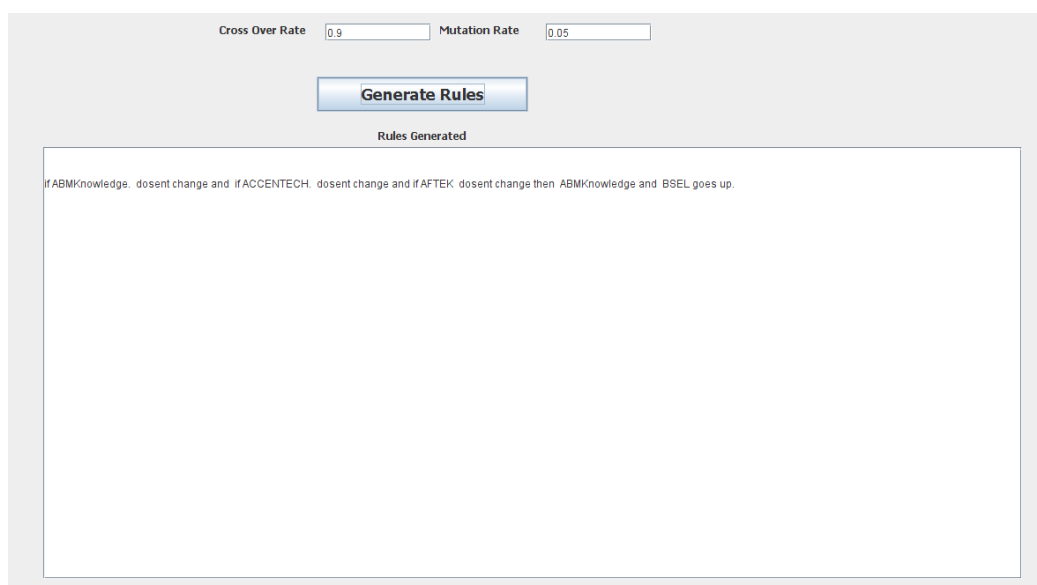 Cross Over Rate 0.9 Mutation Rate 0.05
Generate Rules
Rules Generated
if ABMKnowledge. dosent change and if ACCENTECH. dosent change and if AFTEK dosent change then ABMKnowledge and BSEL goes up.